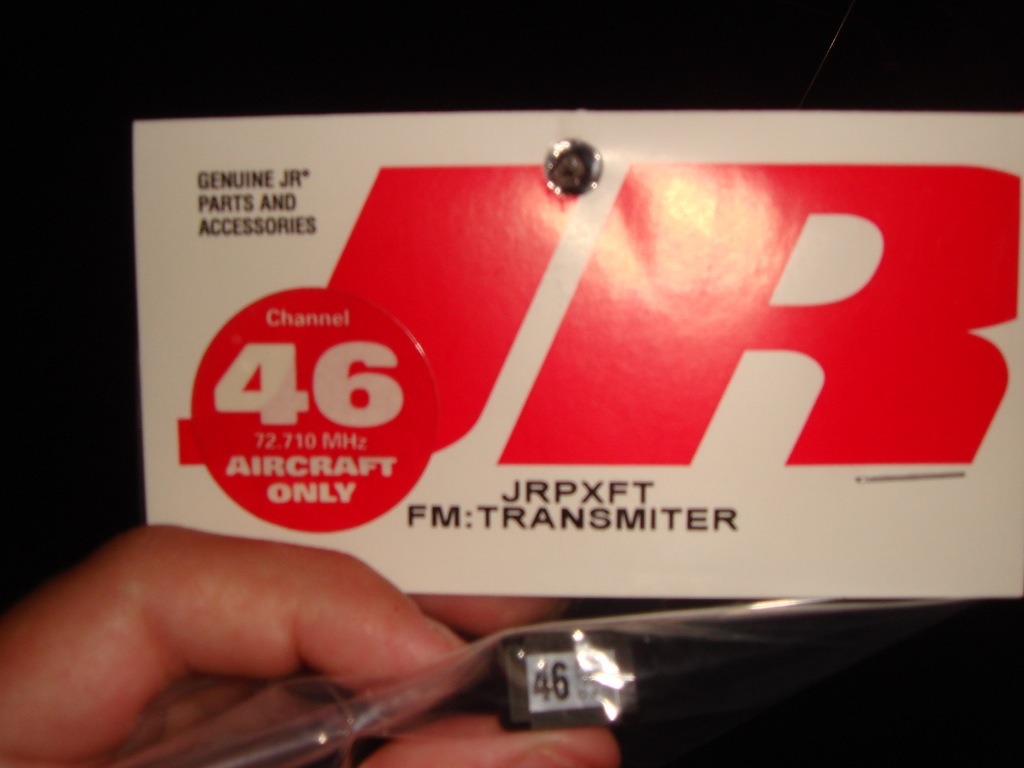 GENUINE JR®
PARTS AND
ACCESSORIES
JR
Channel
46
72.710 MHz
AIRCRAFT
ONLY
JRPXFT
FM:TRANSMITER
46